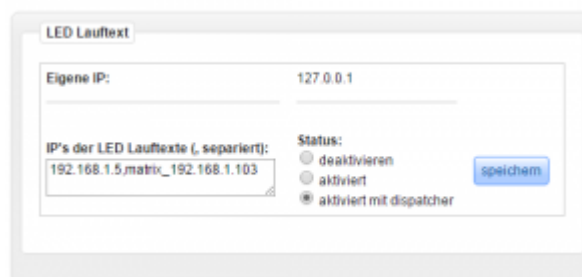 LED Lauftext
Eigene IP:
127.0.0.1
IP's der LED Lauftexte (, separiert):
192.168.1.5,matrix_192.168.1.103
Status:
deaktivieren
aktiviert
aktiviert mit dispatcher
speichern